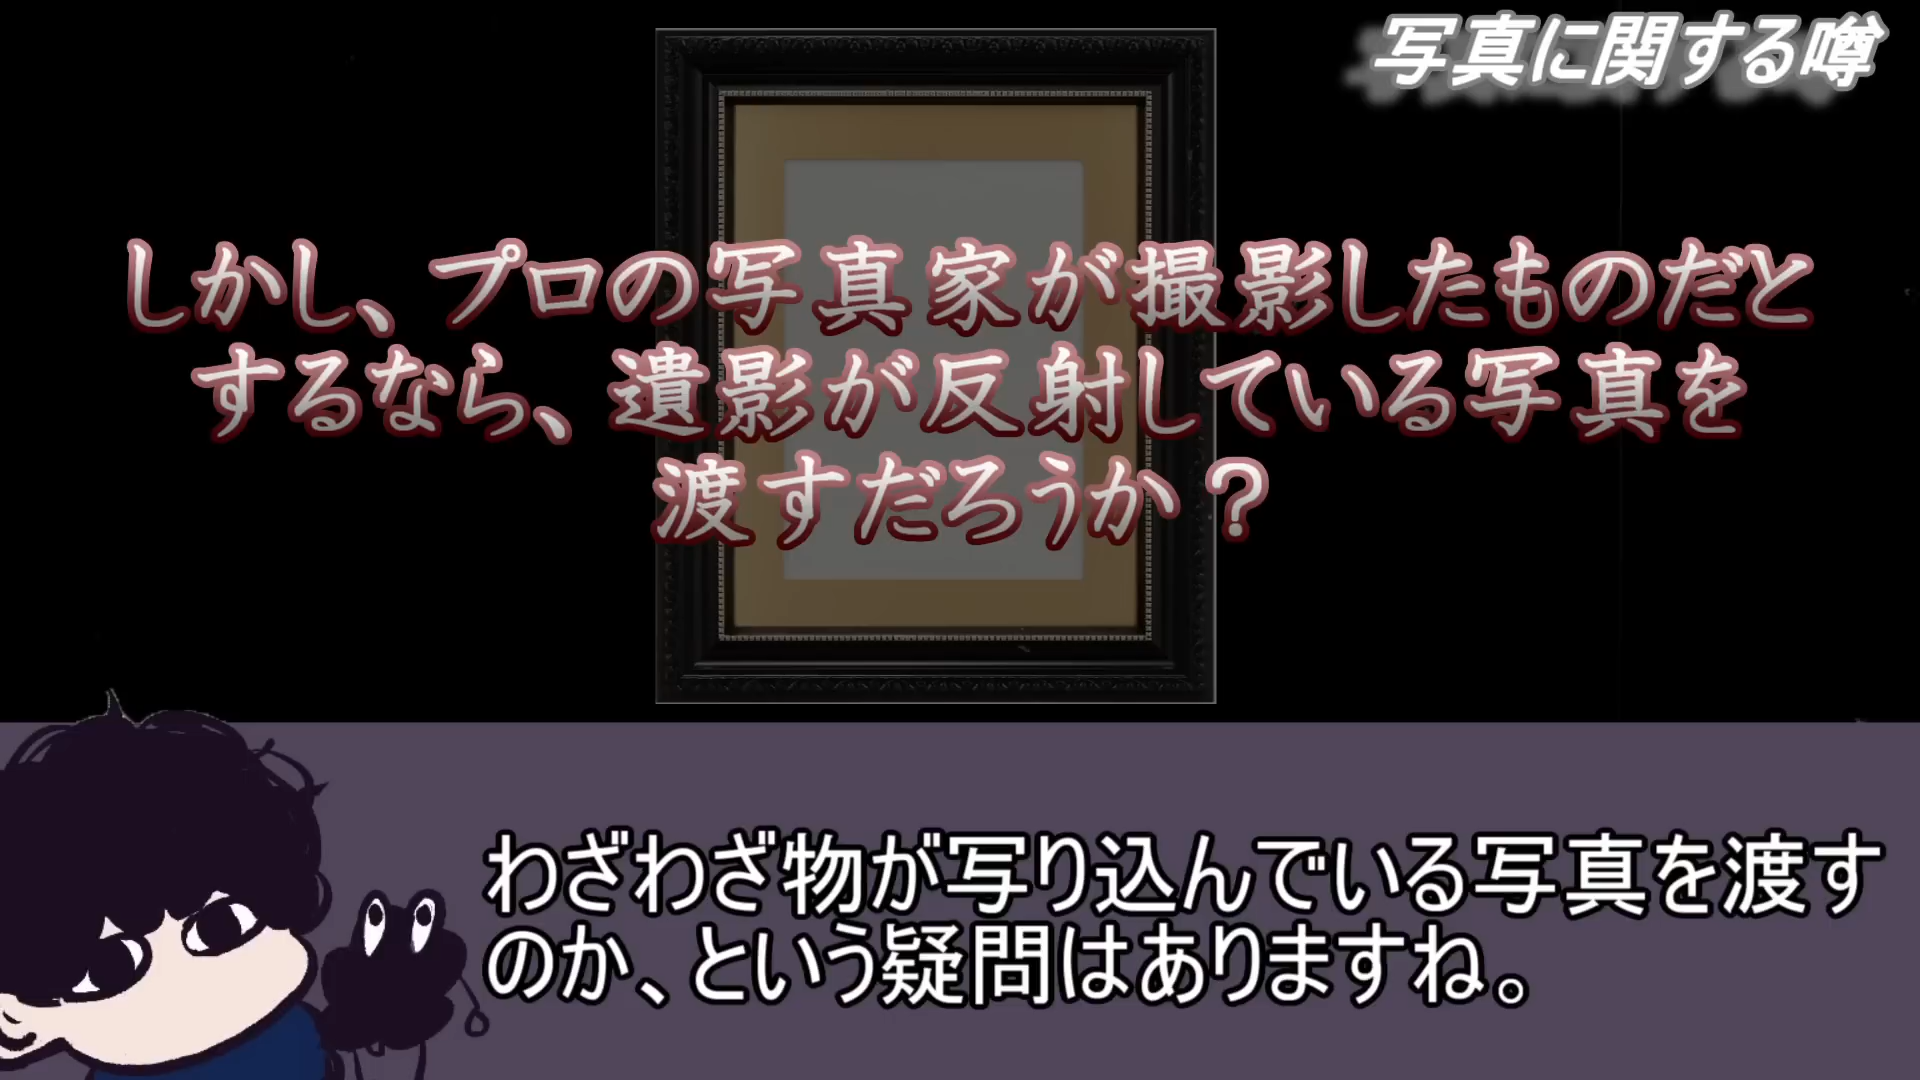 写真に関する噂
しかし、プロの写真家が撮影したものだと
するなら、遺影が反射している写真を
渡すだろうか？
わざわざ物が写り込んでいる写真を渡す
のか、という疑問はありますね。